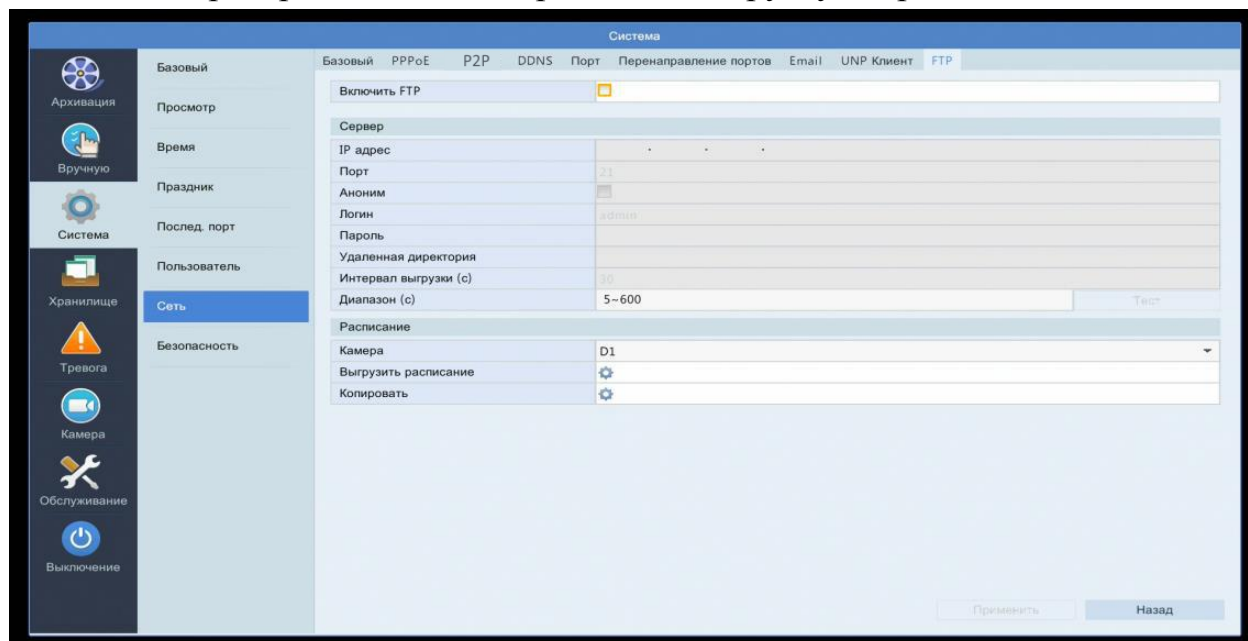 Система
Архивация
Вручную
Система
Хранилище
Тревога
Камера
Обслуживание
Выключение
Базовый
Просмотр
Время
Праздник
Послед. порт
Пользователь
Сеть
Безопасность
Базовый PPPoE P2P DDNS Порт Перенаправление портов Email UNP Клиент FTP
Включить FTP
Сервер
IP адрес . . .
Порт 21
Аноним
Логин admin
Пароль
Удаленная директория
Интервал выгрузки (с) 30
Диапазон (с) 5~600 Тест
Расписание
Камера D1
Выгрузить расписание
Копировать
Применить Назад